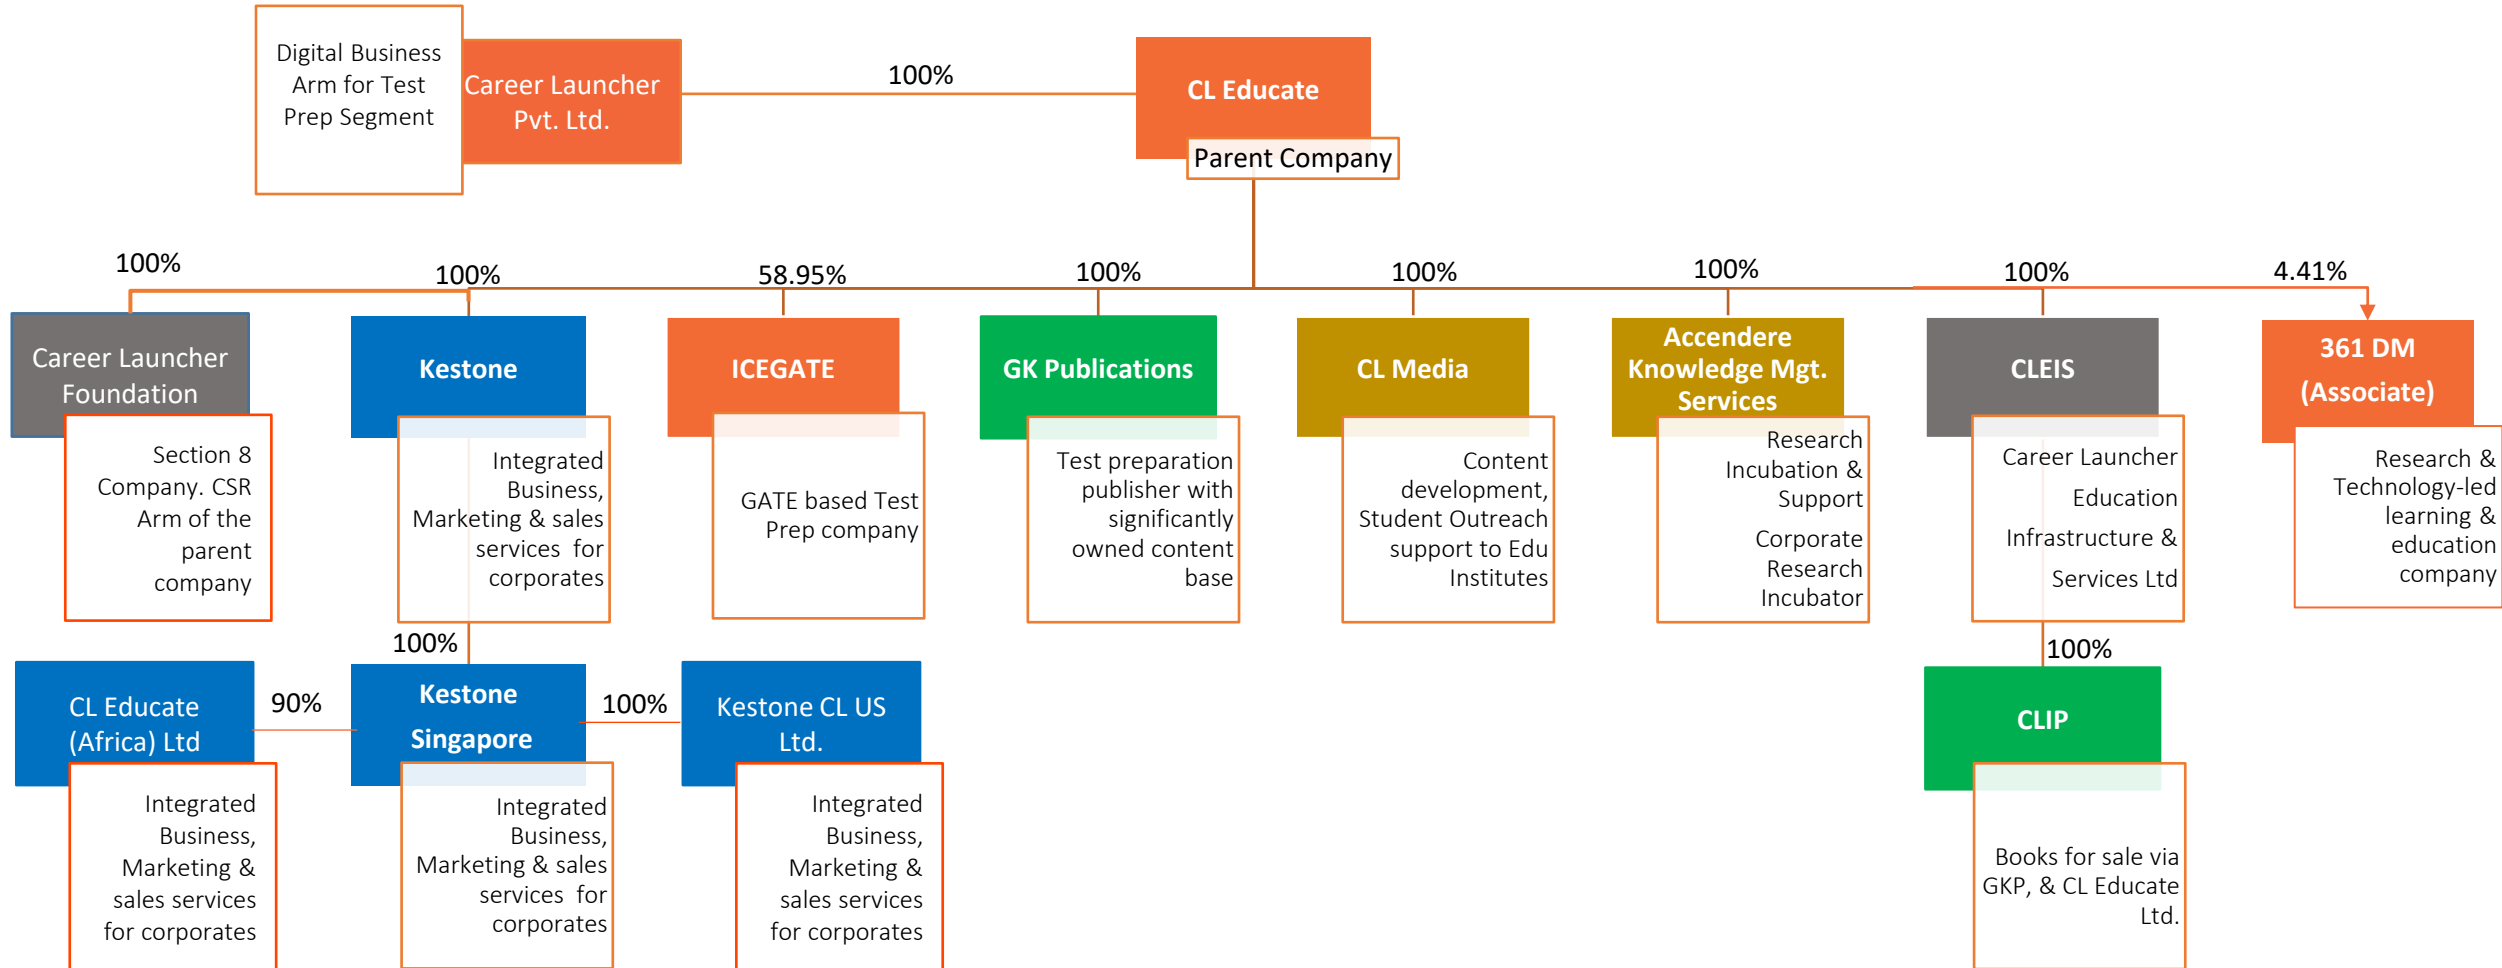 Digital Business
Arm for Test
Prep Segment
Career Launcher
Pvt. Ltd.
100%
CL Educate
Parent Company
100%
100%
58.95%
100%
100%
100%
100%
4.41%
Career Launcher
Foundation
Section 8
Company. CSR
Arm of the
parent
company
Kestone
Integrated
Business,
Marketing & sales
services for
corporates
ICEGATE
GATE based Test
Prep company
GK Publications
Test preparation
publisher with
significantly
owned content
base
CL Media
Content
development,
Student Outreach
support to Edu
Institutes
Accendere
Knowledge Mgt.
Services
Research
Incubation &
Support
Corporate
Research
Incubator
CLEIS
Career Launcher
Education
Infrastructure &
Services Ltd
361 DM
(Associate)
Research &
Technology-led
learning &
education
company
100%
100%
CL Educate
(Africa) Ltd
90%
Kestone
Singapore
100%
Kestone CL US
Ltd.
CLIP
Integrated
Business,
Marketing &
sales services
for corporates
Integrated
Business,
Marketing & sales
services for
corporates
Integrated
Business,
Marketing &
sales services
for corporates
Books for sale via
GKP, & CL Educate
Ltd.